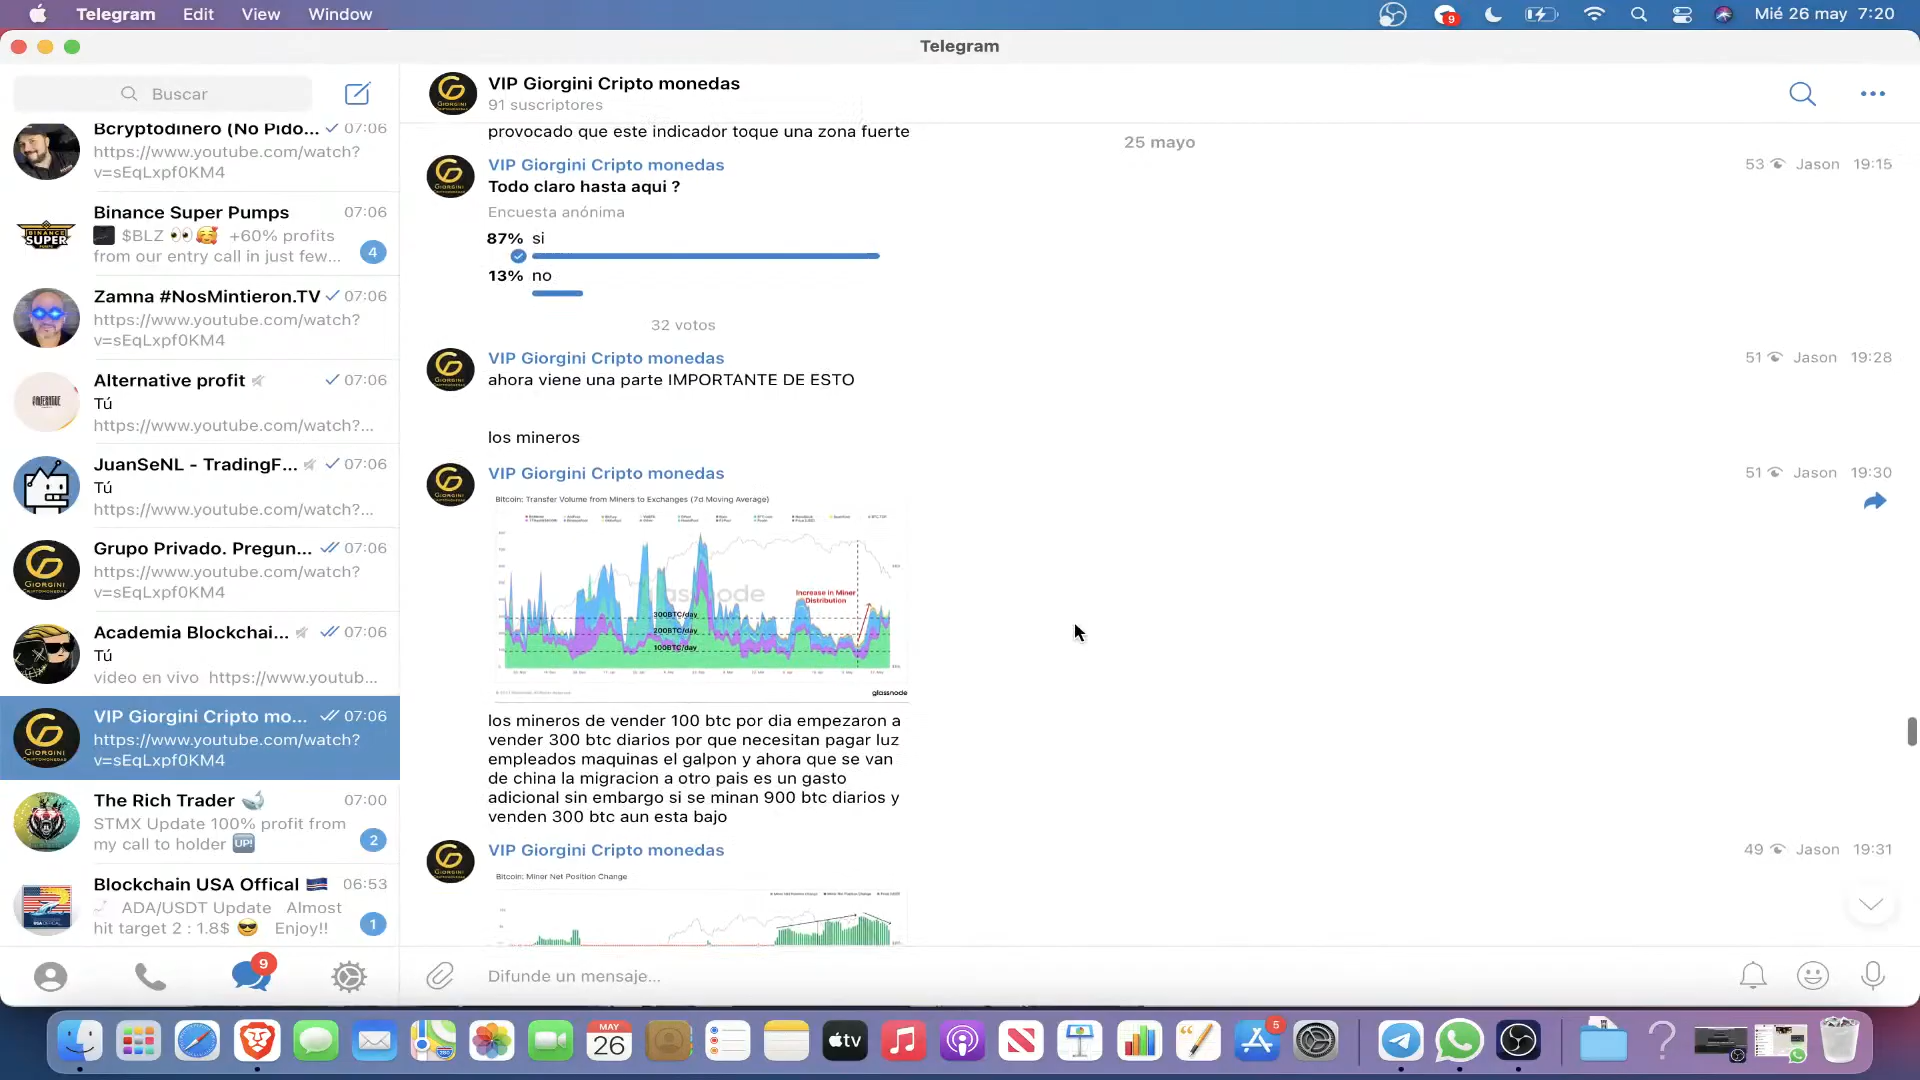 Telegram Edit View Window
9
Mié 26 may 7:20
Telegram
Buscar
Bcryptodinero (No Pido... 07:06
https://www.youtube.com/watch?
v=sEqLxpf0KM4
Binance Super Pumps 07:06
$BLZ 👀🥰 +60% profits
from our entry call in just few... 4
Zamna #NosMintieron.TV 07:06
https://www.youtube.com/watch?
v=sEqLxpf0KM4
Alternative profit 07:06
Tú
https://www.youtube.com/watch?...
JuanSeNL - TradingF... 07:06
Tú
https://www.youtube.com/watch?...
Grupo Privado. Pregun... 07:06
https://www.youtube.com/watch?
v=sEqLxpf0KM4
Academia Blockchai... 07:06
Tú
video en vivo https://www.youtub...
VIP Giorgini Cripto mo... 07:06
https://www.youtube.com/watch?
v=sEqLxpf0KM4
The Rich Trader 🐋 07:00
STMX Update 100% profit from
my call to holder 🆙 2
Blockchain USA Offical 🇨🇻 06:53
ADA/USDT Update Almost
hit target 2 : 1.8$ 😎 Enjoy!! 1
9
VIP Giorgini Cripto monedas
91 suscriptores
provocado que este indicador toque una zona fuerte
25 mayo
VIP Giorgini Cripto monedas 53 Jason 19:15
Todo claro hasta aqui ?
Encuesta anónima
87% si
13% no
32 votos
VIP Giorgini Cripto monedas 51 Jason 19:28
ahora viene una parte IMPORTANTE DE ESTO
los mineros
VIP Giorgini Cripto monedas 51 Jason 19:30
Bitcoin: Transfer Volume from Miners to Exchanges (7d Moving Average)
glassnode
Increase in Miner
Distribution
300BTC/day
200BTC/day
100BTC/day
glassnode
los mineros de vender 100 btc por dia empezaron a
vender 300 btc diarios por que necesitan pagar luz
empleados maquinas el galpon y ahora que se van
de china la migracion a otro pais es un gasto
adicional sin embargo si se minan 900 btc diarios y
venden 300 btc aun esta bajo
VIP Giorgini Cripto monedas 49 Jason 19:31
Bitcoin: Miner Net Position Change
Difunde un mensaje...
MAY
26
tv
5